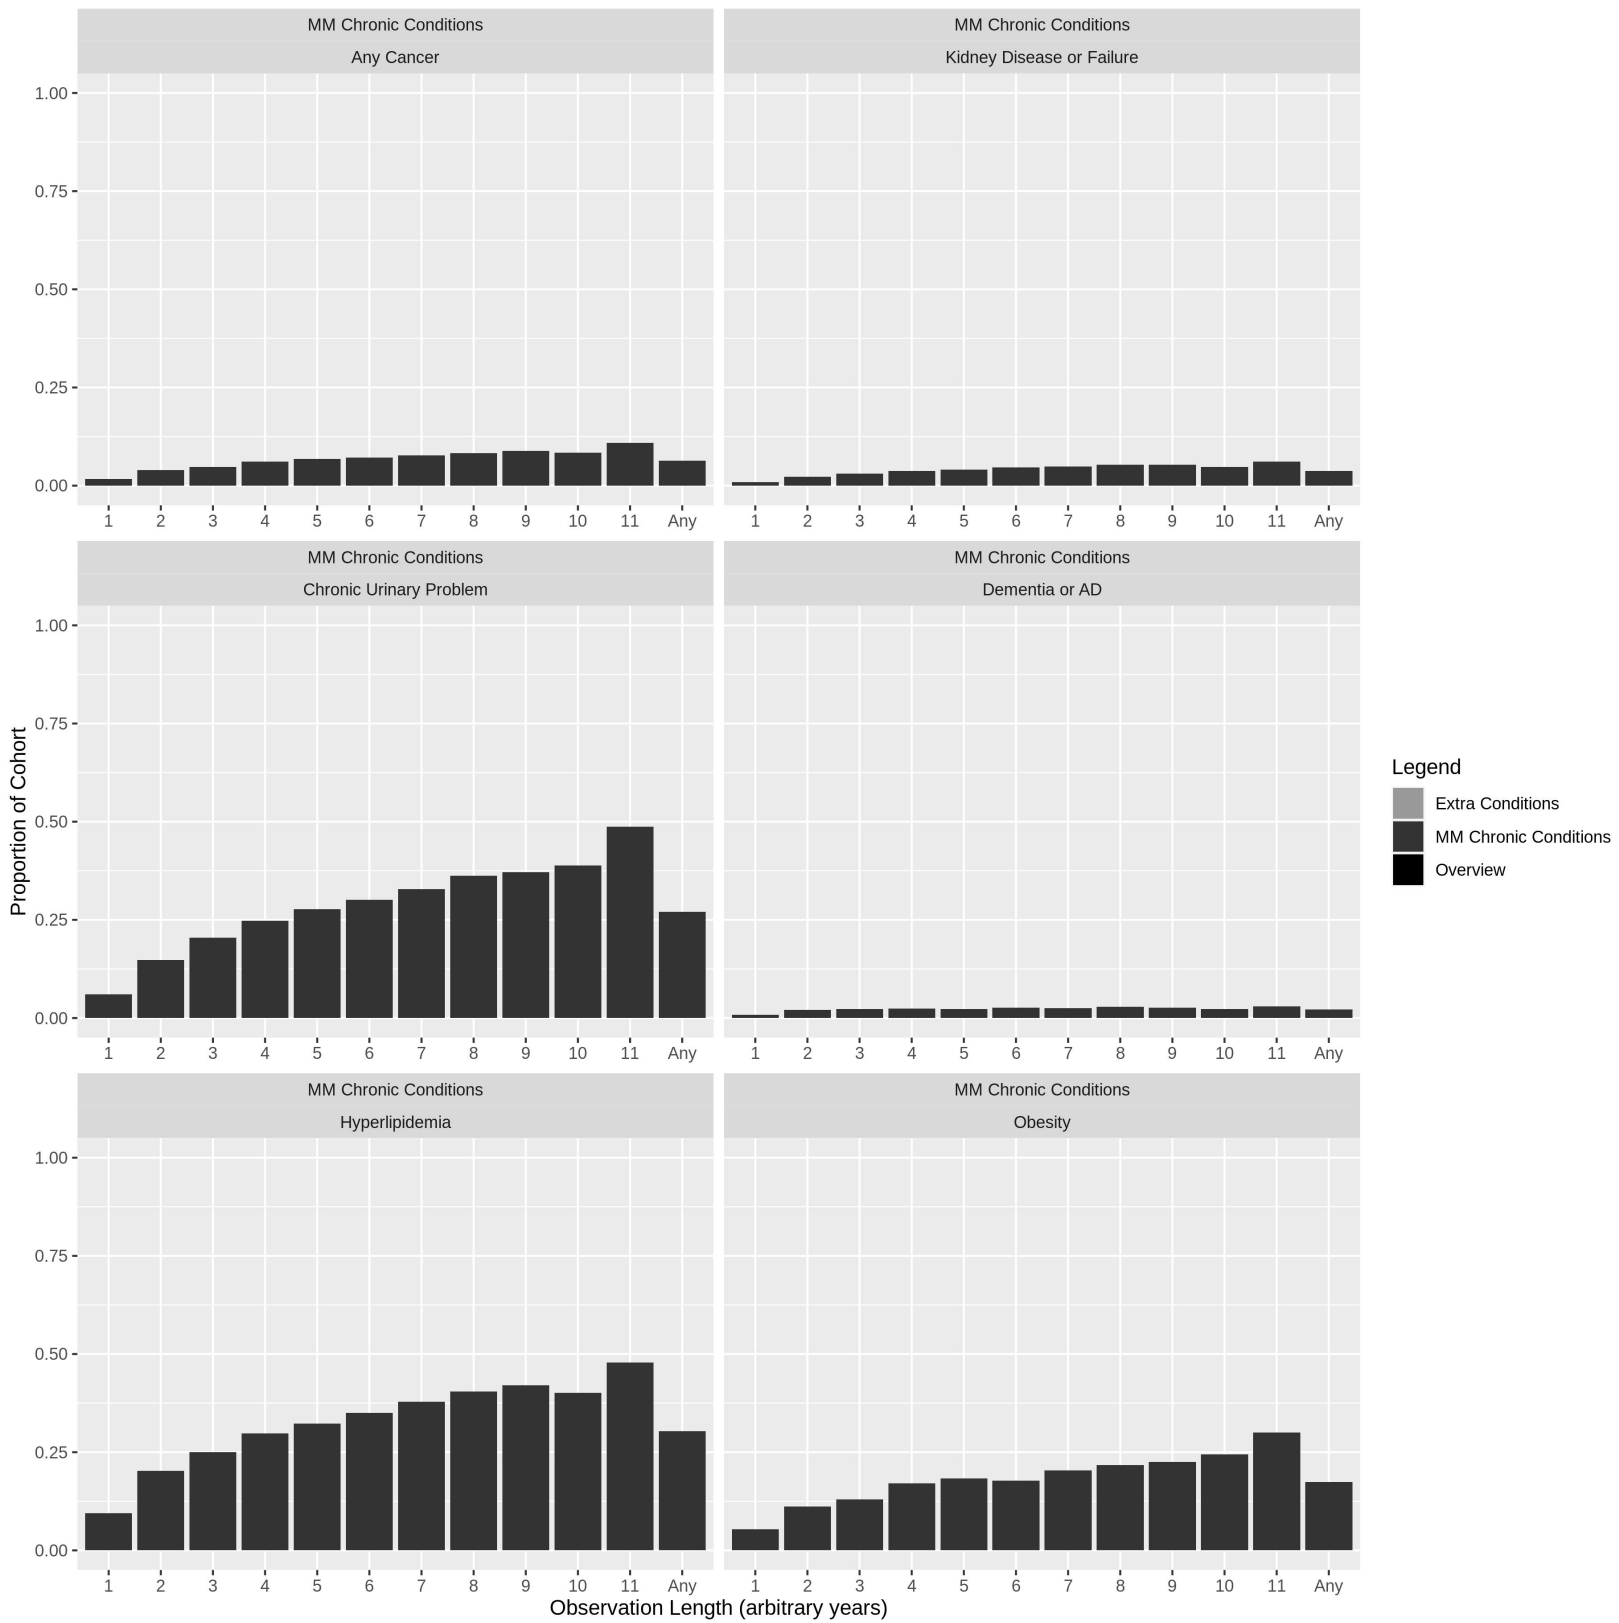 MM Chronic Conditions
Any Cancer
MM Chronic Conditions
Kidney Disease or Failure
1.00
0.75
0.50
0.25
0.00
1 2 3 4 5 6 7 8 9 10 11 Any
1 2 3 4 5 6 7 8 9 10 11 Any
MM Chronic Conditions
Chronic Urinary Problem
MM Chronic Conditions
Dementia or AD
1.00
0.75
0.50
0.25
0.00
1 2 3 4 5 6 7 8 9 10 11 Any
1 2 3 4 5 6 7 8 9 10 11 Any
MM Chronic Conditions
Hyperlipidemia
MM Chronic Conditions
Obesity
1.00
0.75
0.50
0.25
0.00
1 2 3 4 5 6 7 8 9 10 11 Any
1 2 3 4 5 6 7 8 9 10 11 Any
Proportion of Cohort
Observation Length (arbitrary years)
Legend
Extra Conditions
MM Chronic Conditions
Overview